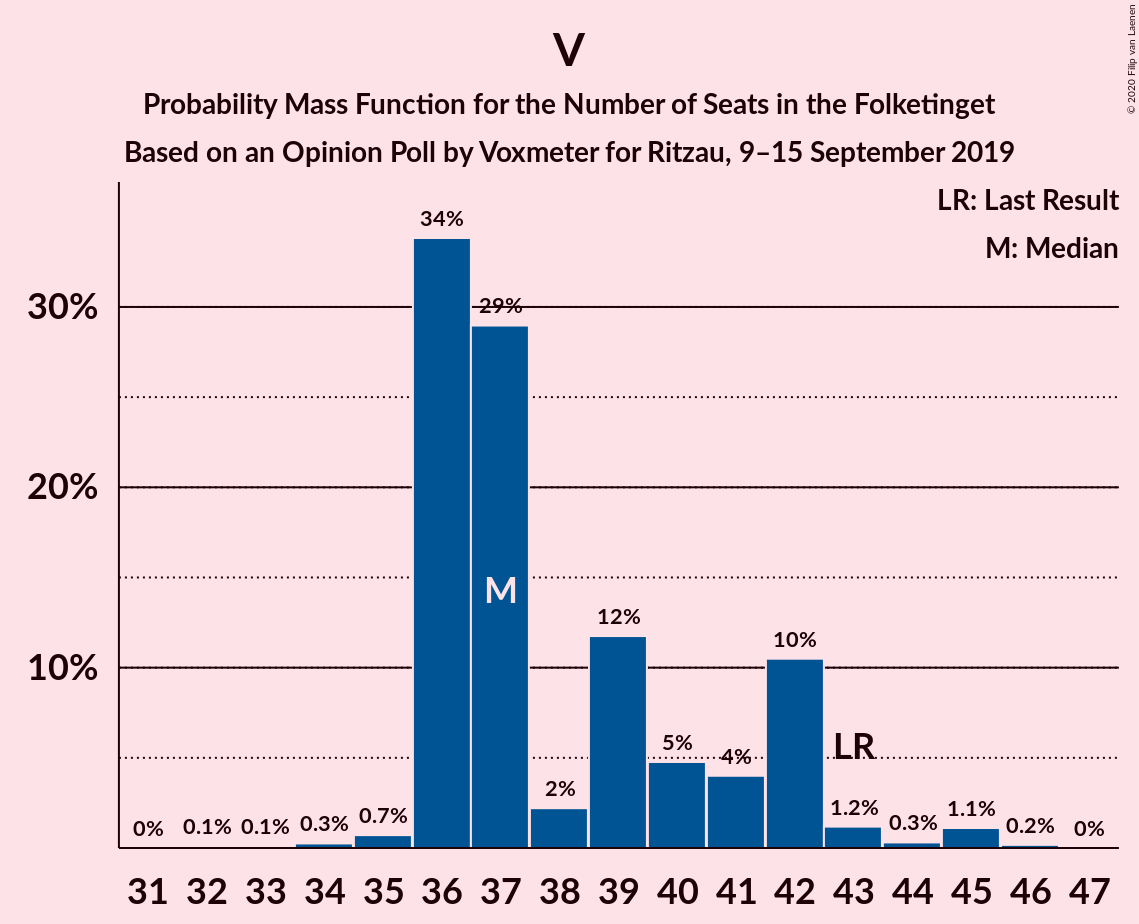 V
Probability Mass Function for the Number of Seats in the Folketinget
Based on an Opinion Poll by Voxmeter for Ritzau, 9–15 September 2019
© 2020 Filip van Laenen
LR: Last Result
M: Median
30%
20%
10%
0%
0.1%
0.1%
0.3%
0.7%
34%
29%
M
2%
12%
5%
4%
10%
LR
1.2%
0.3%
1.1%
0.2%
0%
31 32 33 34 35 36 37 38 39 40 41 42 43 44 45 46 47